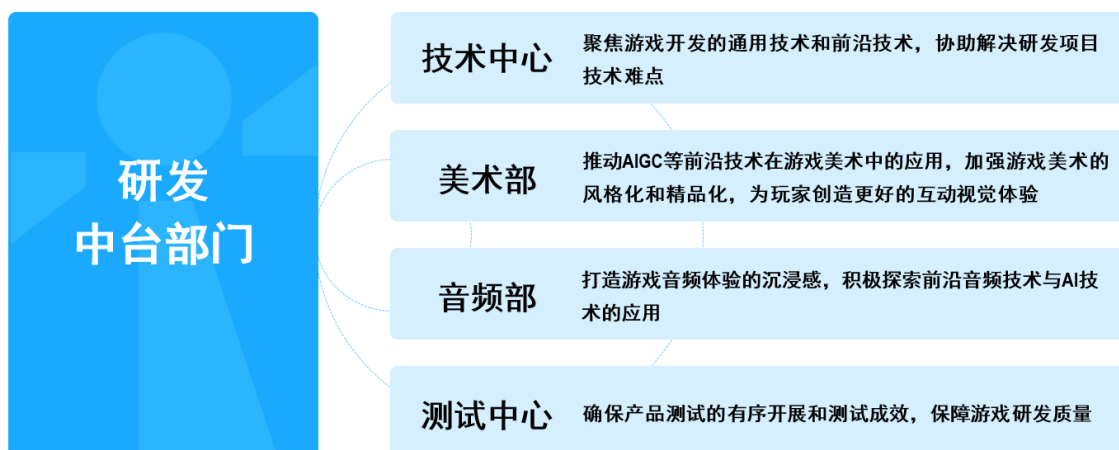 研发
中台部门
技术中心
聚焦游戏开发的通用技术和前沿技术，协助解决研发项目
技术难点
美术部
推动AIGC等前沿技术在游戏美术中的应用，加强游戏美术的
风格化和精品化，为玩家创造更好的互动视觉体验
音频部
打造游戏音频体验的沉浸感，积极探索前沿音频技术与AI技
术的应用
测试中心
确保产品测试的有序开展和测试成效，保障游戏研发质量